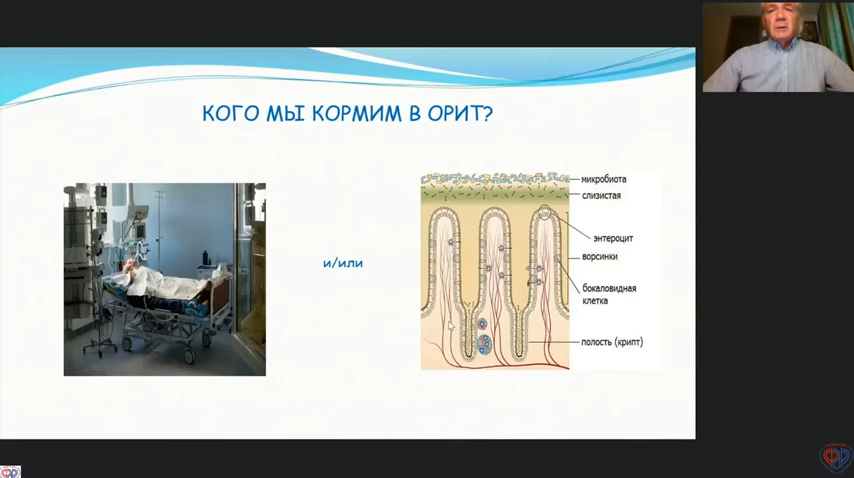 КОГО МЫ КОРМИМ В ОРИТ?
и/или
микробиота
слизистая
энтероцит
ворсинки
бокаловидная
клетка
полость (крипт)